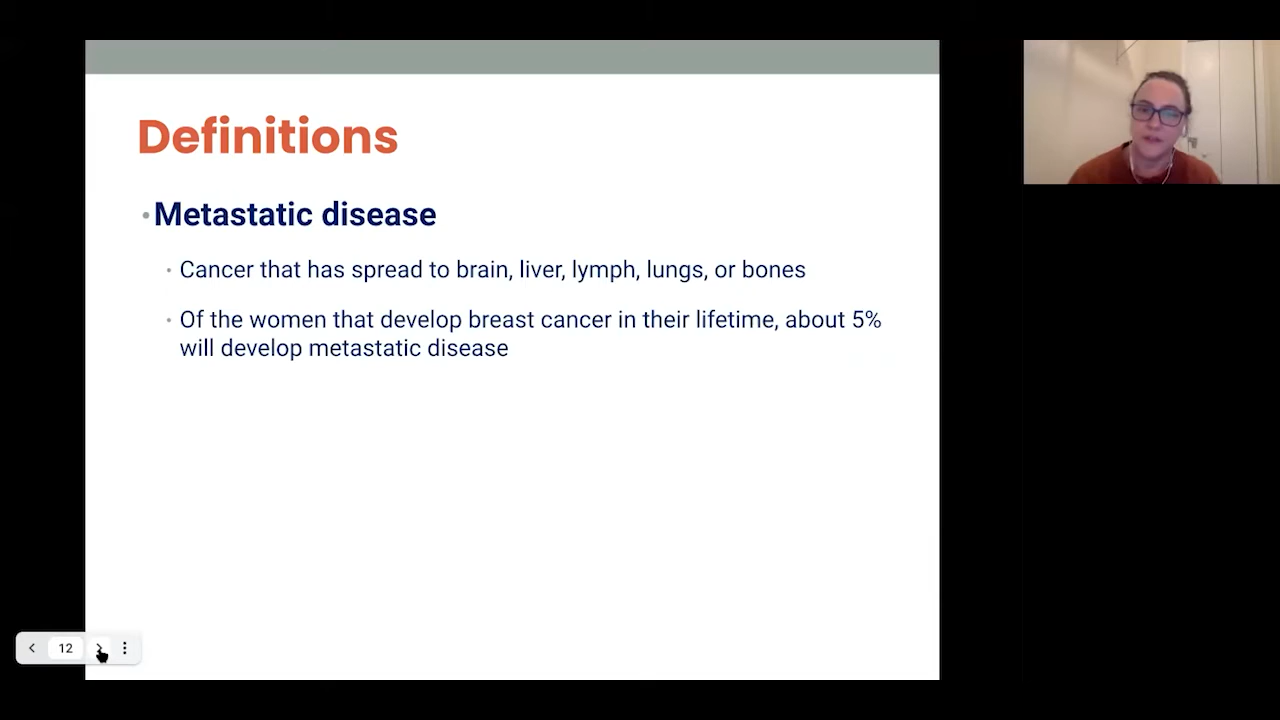 Definitions
•Metastatic disease
• Cancer that has spread to brain, liver, lymph, lungs, or bones
• Of the women that develop breast cancer in their lifetime, about 5%
will develop metastatic disease
12